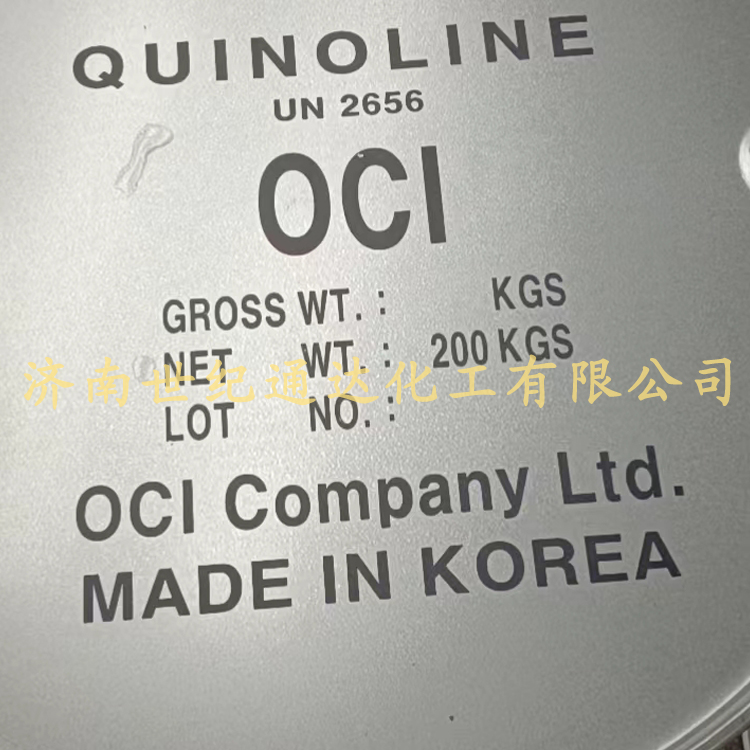 QUINOLINE
UN 2656
OCI
GROSS WT. : KGS
NET WT. : 200 KGS
济南世纪通达化工有限公司
LOT NO. :
OCI Company Ltd.
MADE IN KOREA